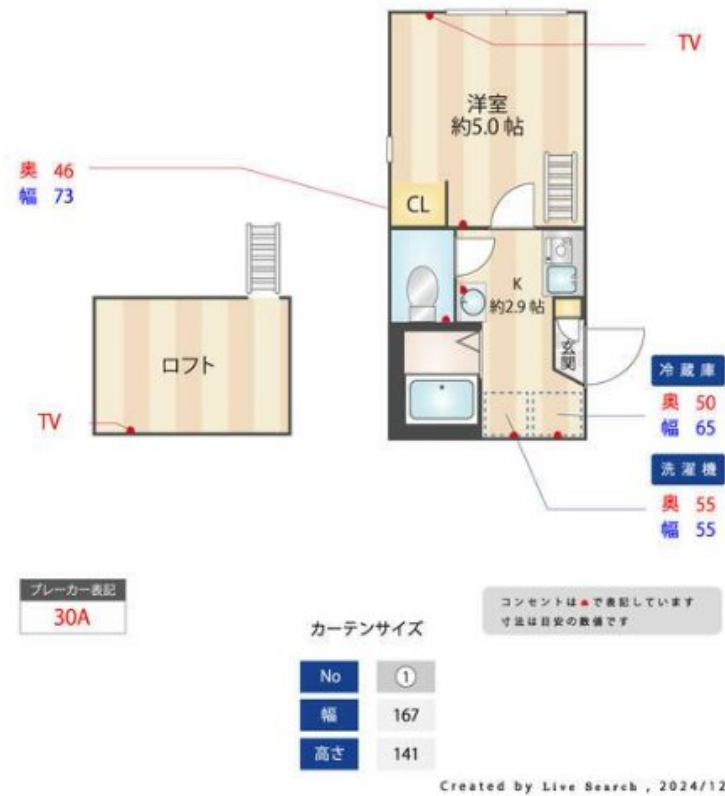 TV
洋室
約5.0 帖
奥 46
幅 73
CL
K
約2.9 帖
ロフト
玄関
冷蔵庫
奥 50
幅 65
TV
洗濯機
奥 55
幅 55
ブレーカー表記
30A
コンセントは●で表記しています
寸法は目安の数値です
カーテンサイズ
No ①
幅 167
高さ 141
Created by Live Search , 2024/12